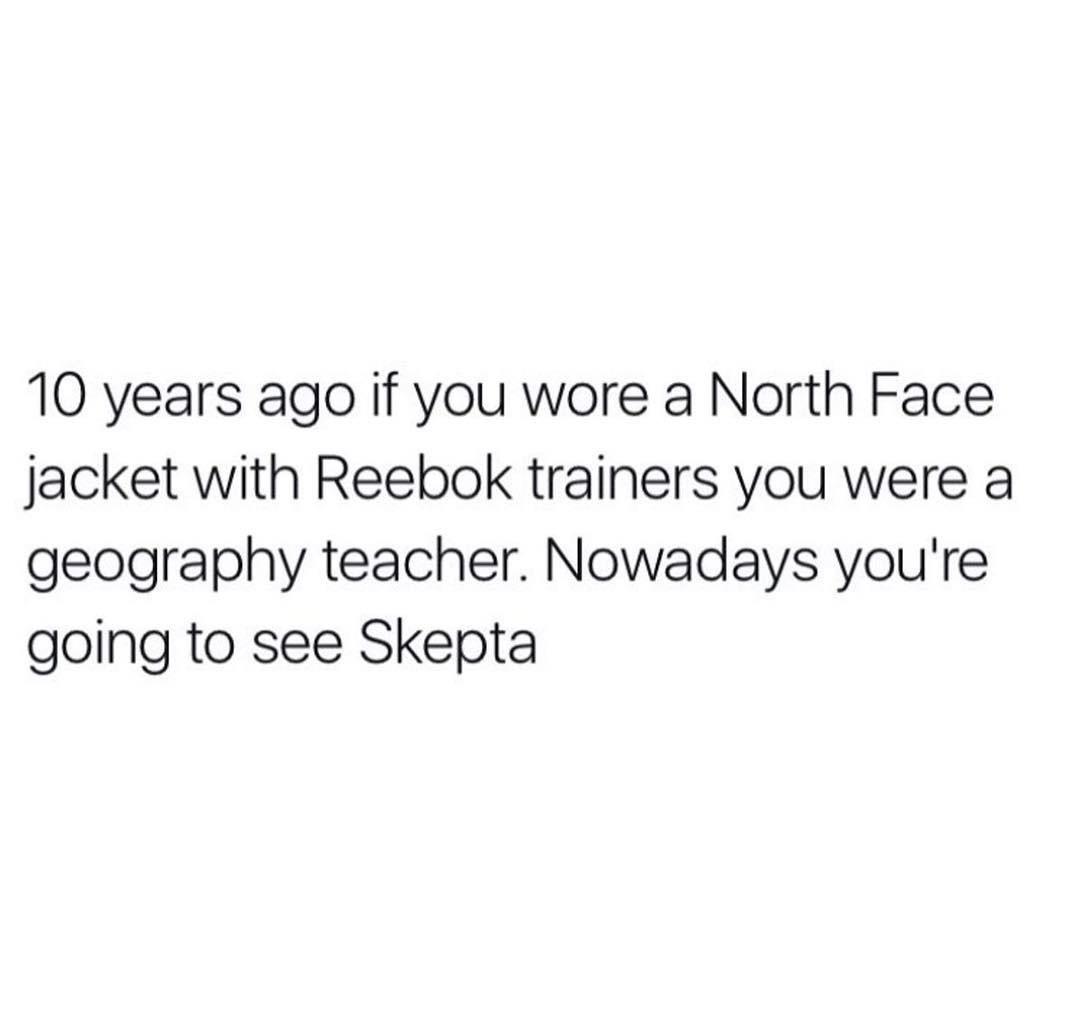 10 years ago if you wore a North Face
jacket with Reebok trainers you were a
geography teacher. Nowadays you're
going to see Skepta